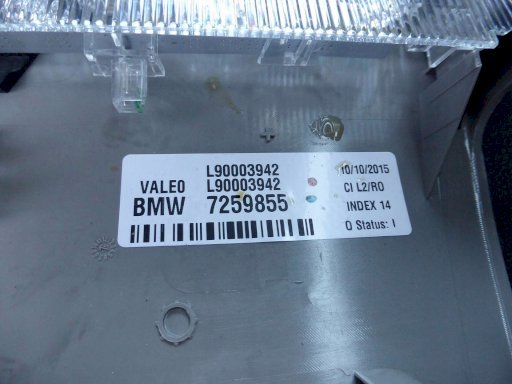 L90003942 10/10/2015
VALEO L90003942 CI L2/RO
BMW 7259855 INDEX 14
Q Status: I